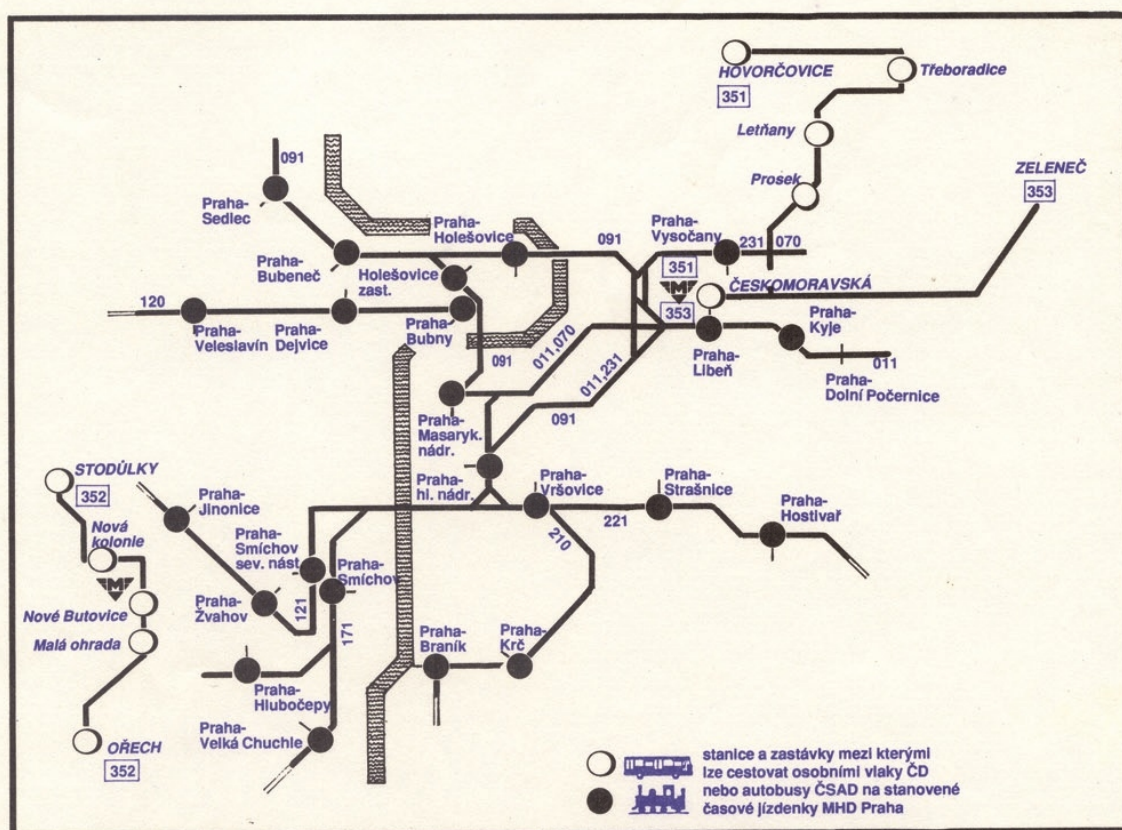 HOVORČOVICE
351
Třeboradice
Letňany
Prosek
ZELENEČ
353
091
Praha-
Sedlec
Praha-
Holešovice
091
Praha-
Vysočany
231
070
351
M
353
ČESKOMORAVSKÁ
Praha-
Bubeneč
Holešovice
zast.
120
Praha-
Veleslavín
Praha-
Dejvice
Praha-
Bubny
Praha-
Kyje
Praha-
Libeň
011
Praha-
Dolní Počernice
091
011,070
011,231
091
Praha-
Masaryk.
nádr.
Praha-
hl. nádr.
Praha-
Vršovice
Praha-
Strašnice
221
210
Praha-
Hostivař
STODŮLKY
352
Nová
kolonie
M
Nové Butovice
Malá ohrada
OŘECH
352
Praha-
Jinonice
Praha-
Smíchov
sev. nást
Praha-
Smíchov
Praha-
Žvahov
121
171
Praha-
Hlubočepy
Praha-
Velká Chuchle
Praha-
Braník
Praha-
Krč
stanice a zastávky mezi kterými
lze cestovat osobními vlaky ČD
nebo autobusy ČSAD na stanovené
časové jízdenky MHD Praha